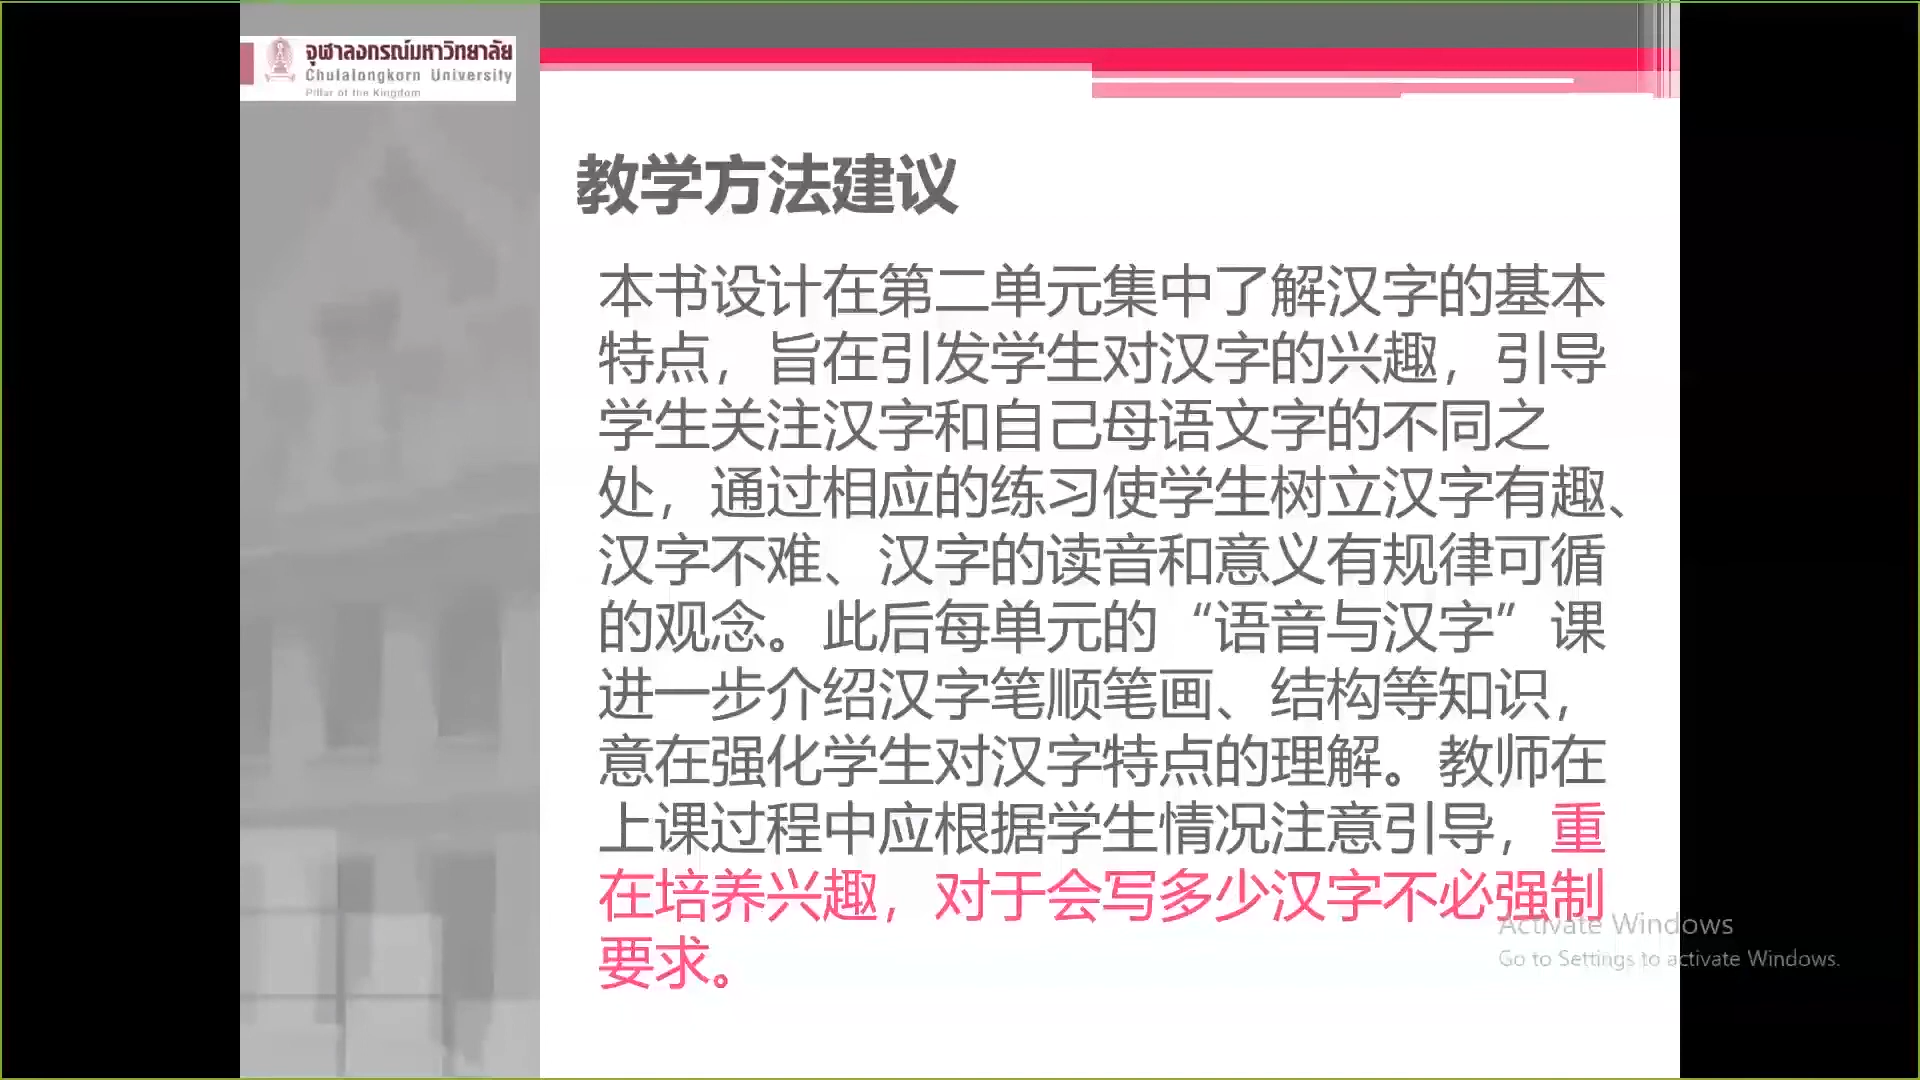 จุฬาลงกรณ์มหาวิทยาลัย
Chulalongkorn University
Pillar of the Kingdom
教学方法建议
本书设计在第二单元集中了解汉字的基本
特点，旨在引发学生对汉字的兴趣，引导
学生关注汉字和自己母语文字的不同之
处，通过相应的练习使学生树立汉字有趣、
汉字不难、汉字的读音和意义有规律可循
的观念。此后每单元的“语音与汉字”课
进一步介绍汉字笔顺笔画、结构等知识，
意在强化学生对汉字特点的理解。教师在
上课过程中应根据学生情况注意引导，重
在培养兴趣，对于会写多少汉字不必强制
要求。
Activate Windows
Go to Settings to activate Windows.